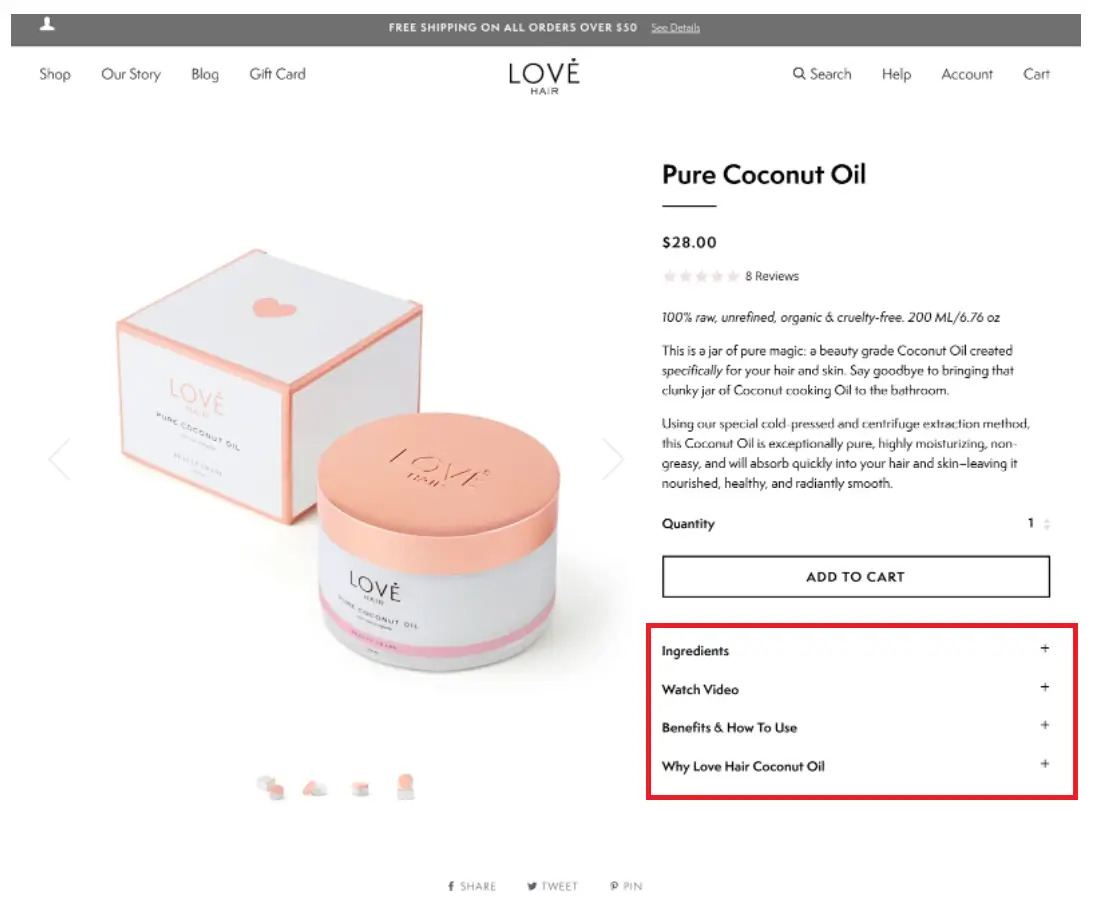 FREE SHIPPING ON ALL ORDERS OVER $50 See Details
Shop Our Story Blog Gift Card
LOVĖ
HAIR
Search Help Account Cart
Pure Coconut Oil
$28.00
8 Reviews
100% raw, unrefined, organic & cruelty-free. 200 ML/6.76 oz
This is a jar of pure magic: a beauty grade Coconut Oil created
specifically for your hair and skin. Say goodbye to bringing that
clunky jar of Coconut cooking Oil to the bathroom.
Using our special cold-pressed and centrifuge extraction method,
this Coconut Oil is exceptionally pure, highly moisturizing, non-
greasy, and will absorb quickly into your hair and skin–leaving it
nourished, healthy, and radiantly smooth.
Quantity 1
ADD TO CART
Ingredients +
Watch Video +
Benefits & How To Use +
Why Love Hair Coconut Oil +
LOVĖ
HAIR
PURE COCONUT OIL
BEAUTY GRADE
LOVĖ
HAIR
LOVĖ
HAIR
PURE COCONUT OIL
BEAUTY GRADE
SHARE TWEET PIN